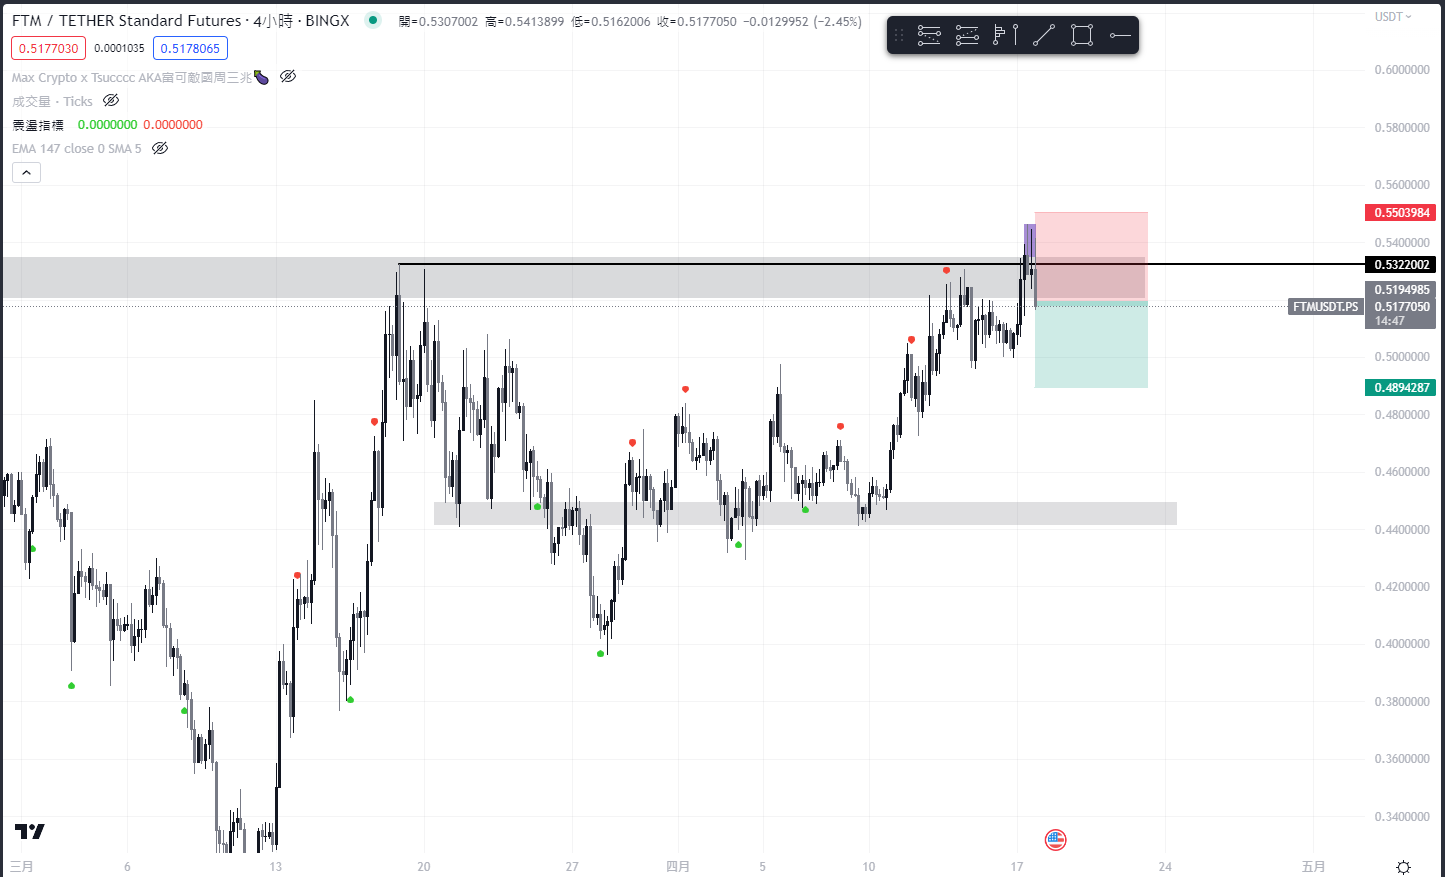 FTM / TETHER Standard Futures · 4小時 · BINGX 開=0.5307002 高=0.5413899 低=0.5162006 收=0.5177050 −0.0129952 (−2.45%)
USDT
0.5177030 0.0001035 0.5178065
Max Crypto x Tsucccc AKA富可敵國周三兆🍆
成交量 · Ticks
震盪指標 0.0000000 0.0000000
EMA 147 close 0 SMA 5
0.6000000
0.5800000
0.5600000
0.5503984
0.5400000
0.5322002
0.5194985
FTMUSDT.PS 0.5177050
14:47
0.5000000
0.4894287
0.4800000
0.4600000
0.4400000
0.4200000
0.4000000
0.3800000
0.3600000
0.3400000
三月 6 13 20 27 四月 5 10 17 24 五月